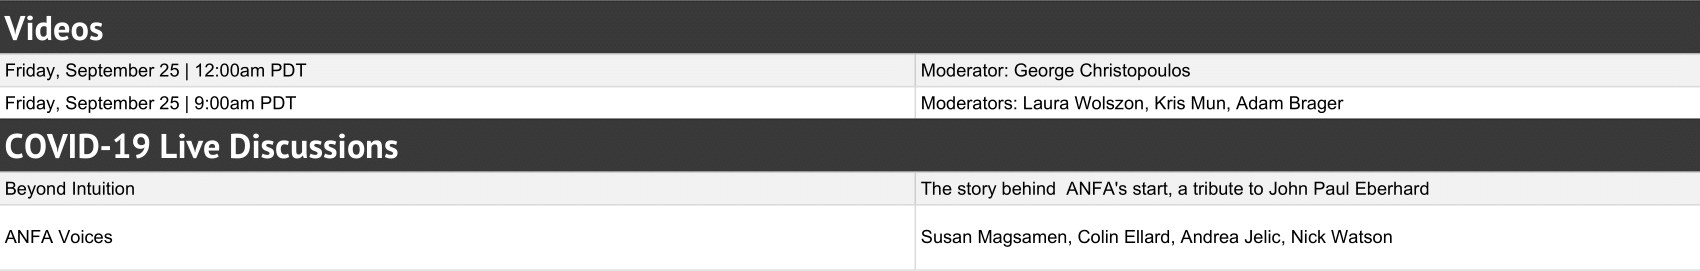 Videos
Friday, September 25 | 12:00am PDT Moderator: George Christopoulos
Friday, September 25 | 9:00am PDT Moderators: Laura Wolszon, Kris Mun, Adam Brager
COVID-19 Live Discussions
Beyond Intuition The story behind  ANFA's start, a tribute to John Paul Eberhard
ANFA Voices Susan Magsamen, Colin Ellard, Andrea Jelic, Nick Watson